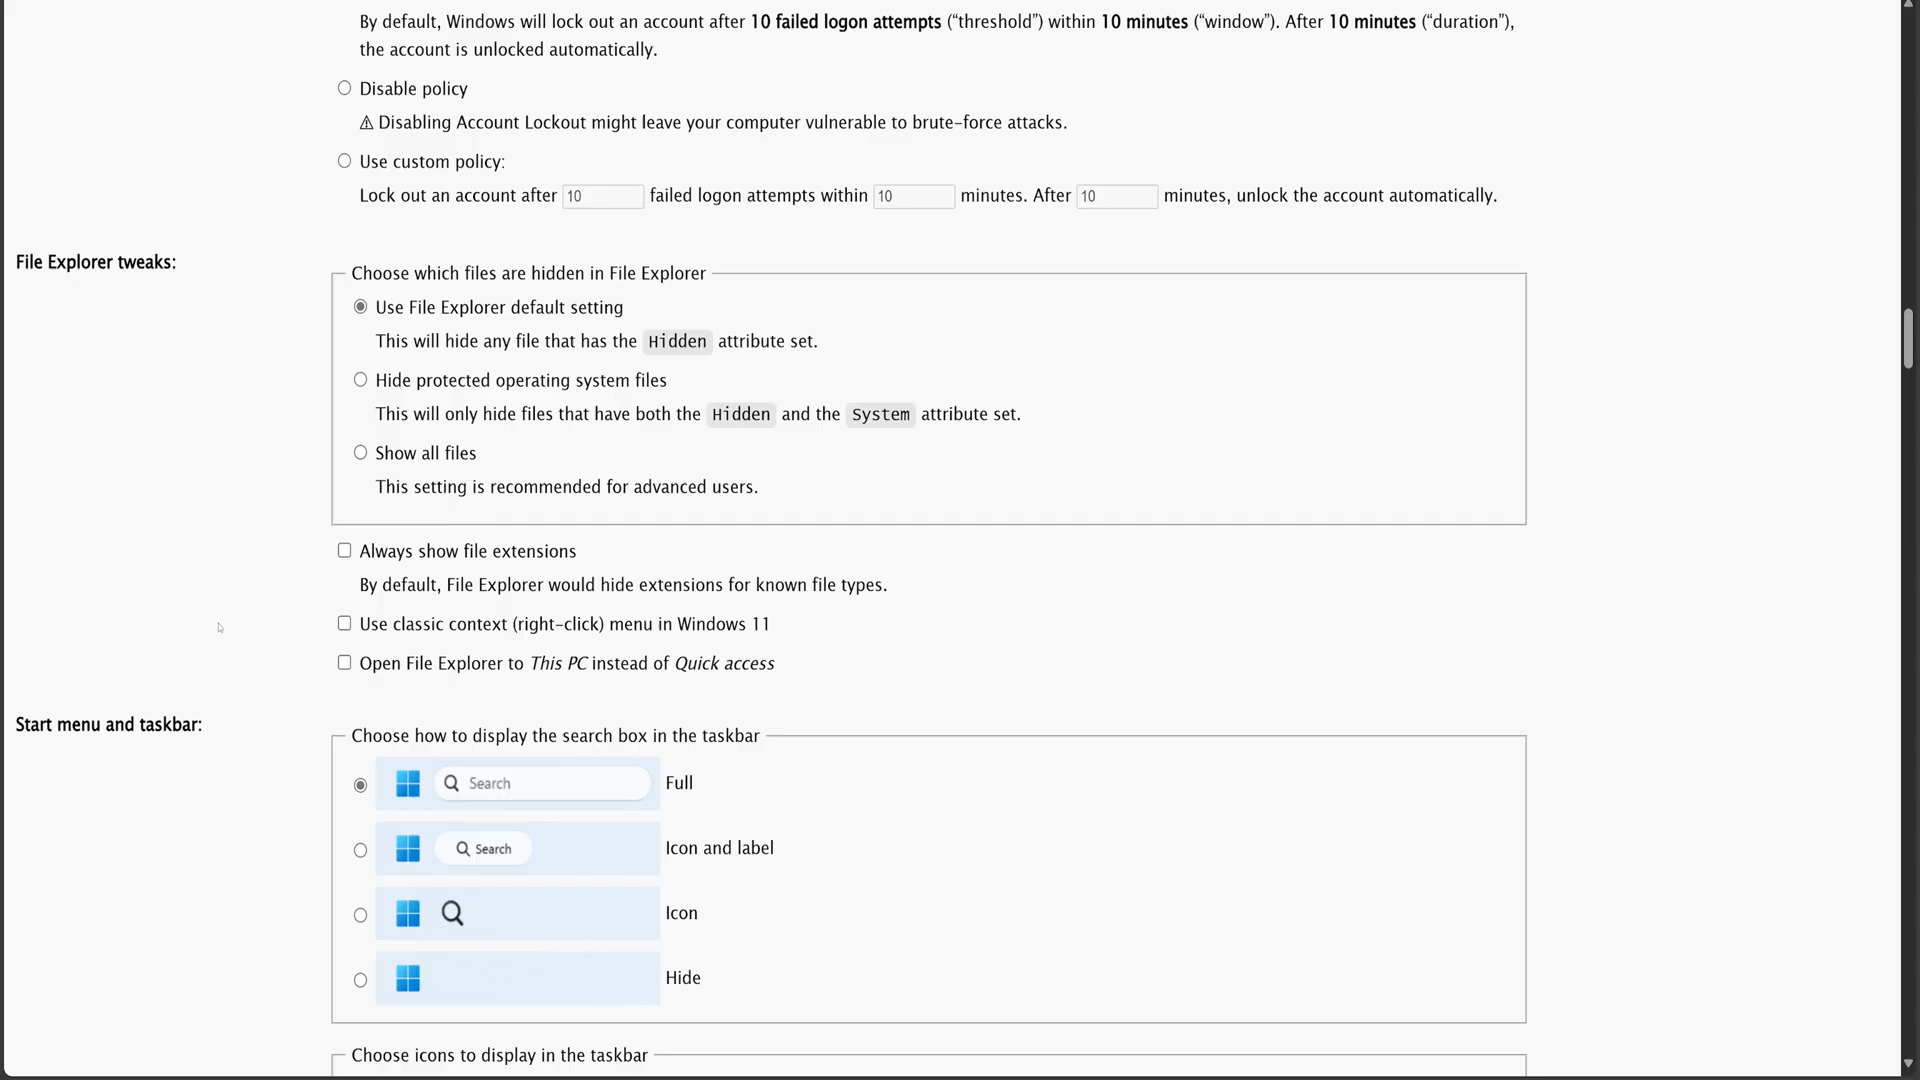 By default, Windows will lock out an account after 10 failed logon attempts (“threshold”) within 10 minutes (“window”). After 10 minutes (“duration”),
the account is unlocked automatically.
Disable policy
⚠ Disabling Account Lockout might leave your computer vulnerable to brute-force attacks.
Use custom policy:
Lock out an account after 10 failed logon attempts within 10 minutes. After 10 minutes, unlock the account automatically.
File Explorer tweaks:
Choose which files are hidden in File Explorer
Use File Explorer default setting
This will hide any file that has the Hidden attribute set.
Hide protected operating system files
This will only hide files that have both the Hidden and the System attribute set.
Show all files
This setting is recommended for advanced users.
Always show file extensions
By default, File Explorer would hide extensions for known file types.
Use classic context (right-click) menu in Windows 11
Open File Explorer to This PC instead of Quick access
Start menu and taskbar:
Choose how to display the search box in the taskbar
Search Full
Search Icon and label
Icon
Hide
Choose icons to display in the taskbar